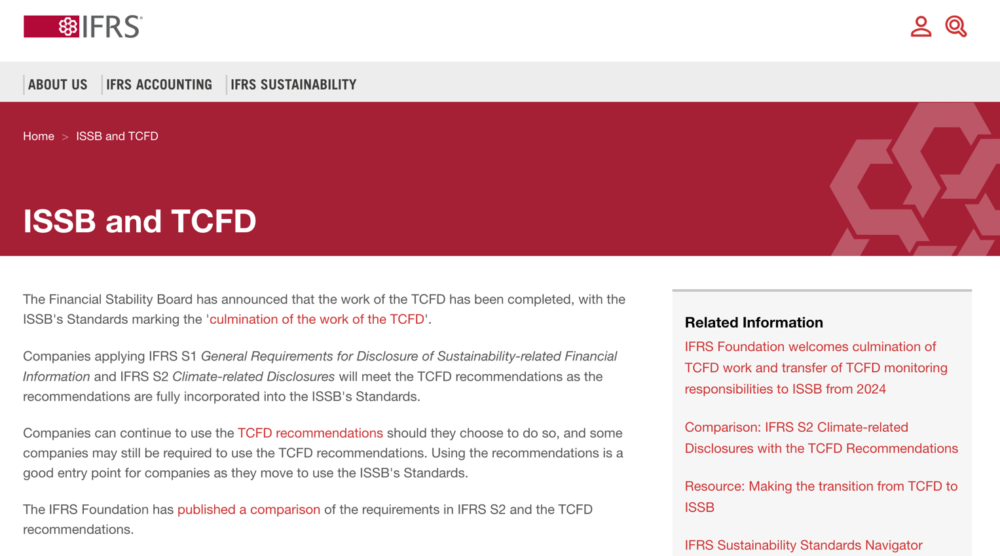 IFRS®
ABOUT US
IFRS ACCOUNTING
IFRS SUSTAINABILITY
Home > ISSB and TCFD
ISSB and TCFD
The Financial Stability Board has announced that the work of the TCFD has been completed, with the
ISSB's Standards marking the 'culmination of the work of the TCFD'.
Companies applying IFRS S1 General Requirements for Disclosure of Sustainability-related Financial
Information and IFRS S2 Climate-related Disclosures will meet the TCFD recommendations as the
recommendations are fully incorporated into the ISSB's Standards.
Companies can continue to use the TCFD recommendations should they choose to do so, and some
companies may still be required to use the TCFD recommendations. Using the recommendations is a
good entry point for companies as they move to use the ISSB's Standards.
The IFRS Foundation has published a comparison of the requirements in IFRS S2 and the TCFD
recommendations.
Related Information
IFRS Foundation welcomes culmination of
TCFD work and transfer of TCFD monitoring
responsibilities to ISSB from 2024
Comparison: IFRS S2 Climate-related
Disclosures with the TCFD Recommendations
Resource: Making the transition from TCFD to
ISSB
IFRS Sustainability Standards Navigator